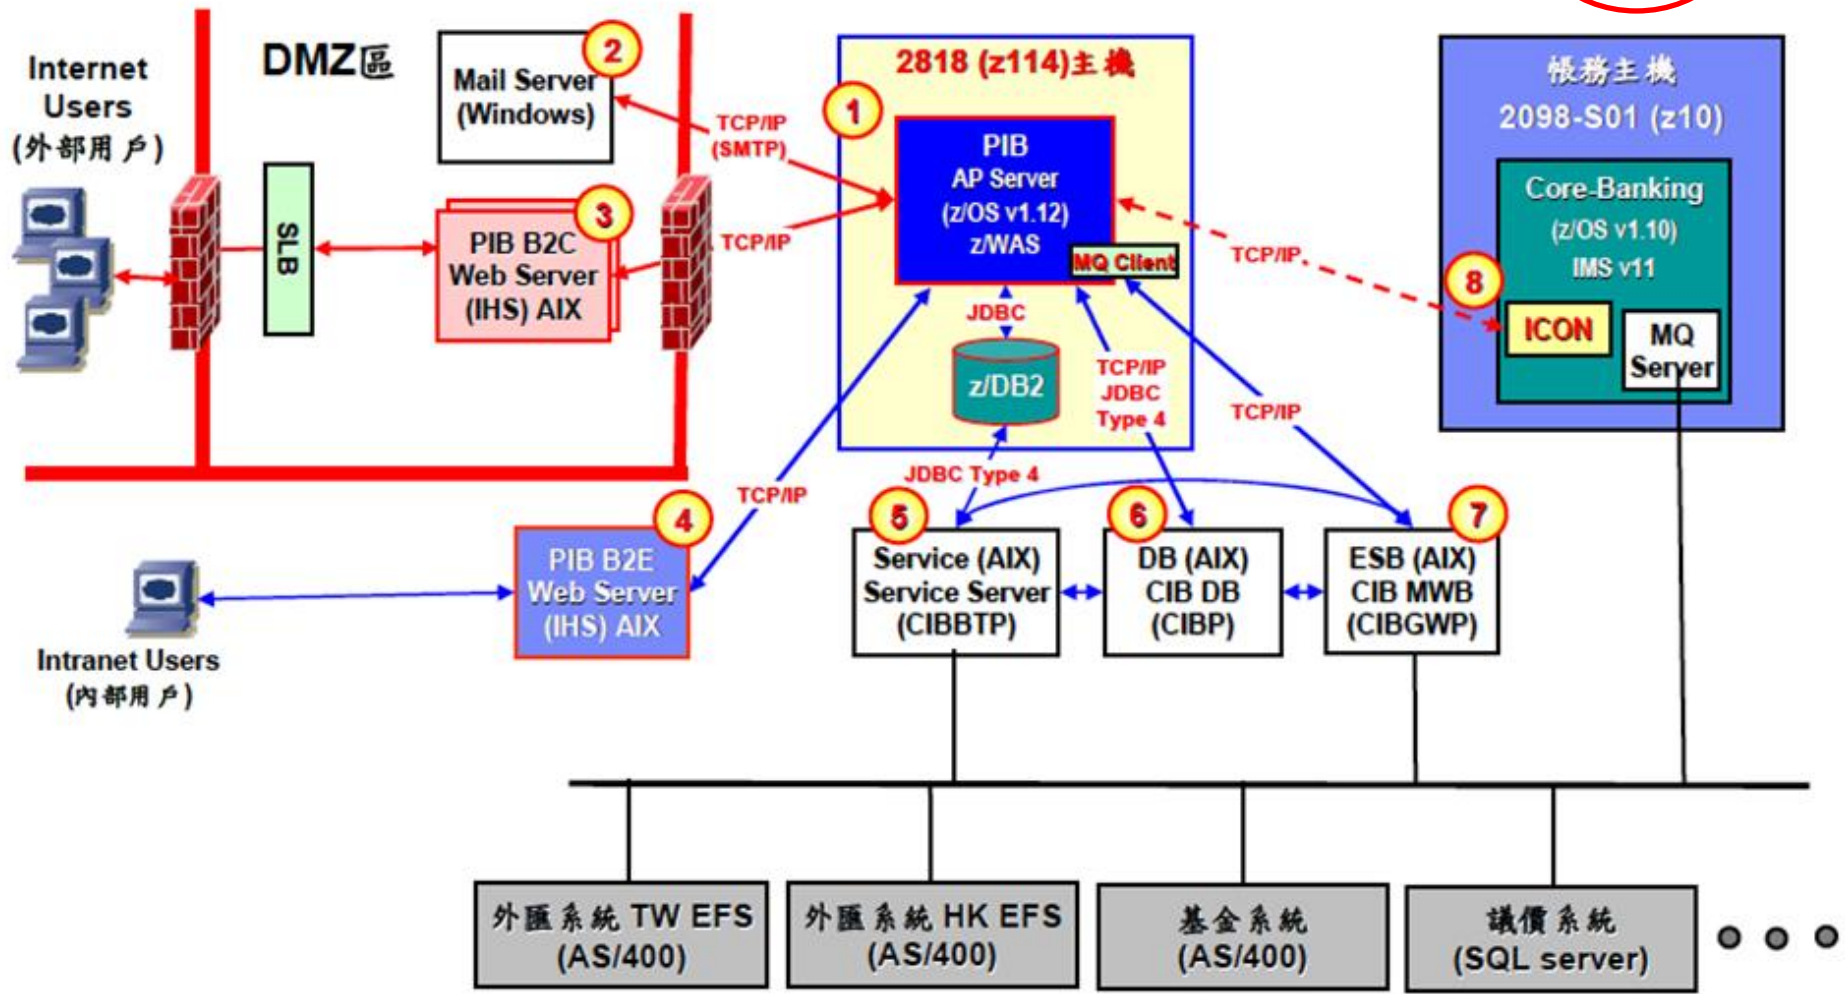 Internet
Users
(外部用戶)
DMZ區
Mail Server
(Windows)
2
TCP/IP
(SMTP)
SLB
PIB B2C
Web Server
(IHS) AIX
3
TCP/IP
2818 (z114)主機
1
PIB
AP Server
(z/OS v1.12)
z/WAS
MQ Client
JDBC
z/DB2
TCP/IP
JDBC
Type 4
TCP/IP
TCP/IP
帳務主機
2098-S01 (z10)
Core-Banking
(z/OS v1.10)
IMS v11
8
ICON
MQ
Server
JDBC Type 4
TCP/IP
4
PIB B2E
Web Server
(IHS) AIX
Intranet Users
(內部用戶)
5
Service (AIX)
Service Server
(CIBBTP)
6
DB (AIX)
CIB DB
(CIBP)
7
ESB (AIX)
CIB MWB
(CIBGWP)
外匯系統 TW EFS
(AS/400)
外匯系統 HK EFS
(AS/400)
基金系統
(AS/400)
議價系統
(SQL server)